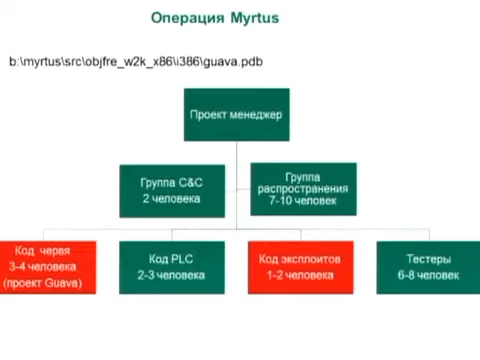 Операция Myrtus
b:\myrtus\src\objfre_w2k_x86\i386\guava.pdb
Проект менеджер
Группа C&C
2 человека
Группа
распространения
7-10 человек
Код червя
3-4 человека
(проект Guava)
Код PLC
2-3 человека
Код эксплоитов
1-2 человека
Тестеры
6-8 человек